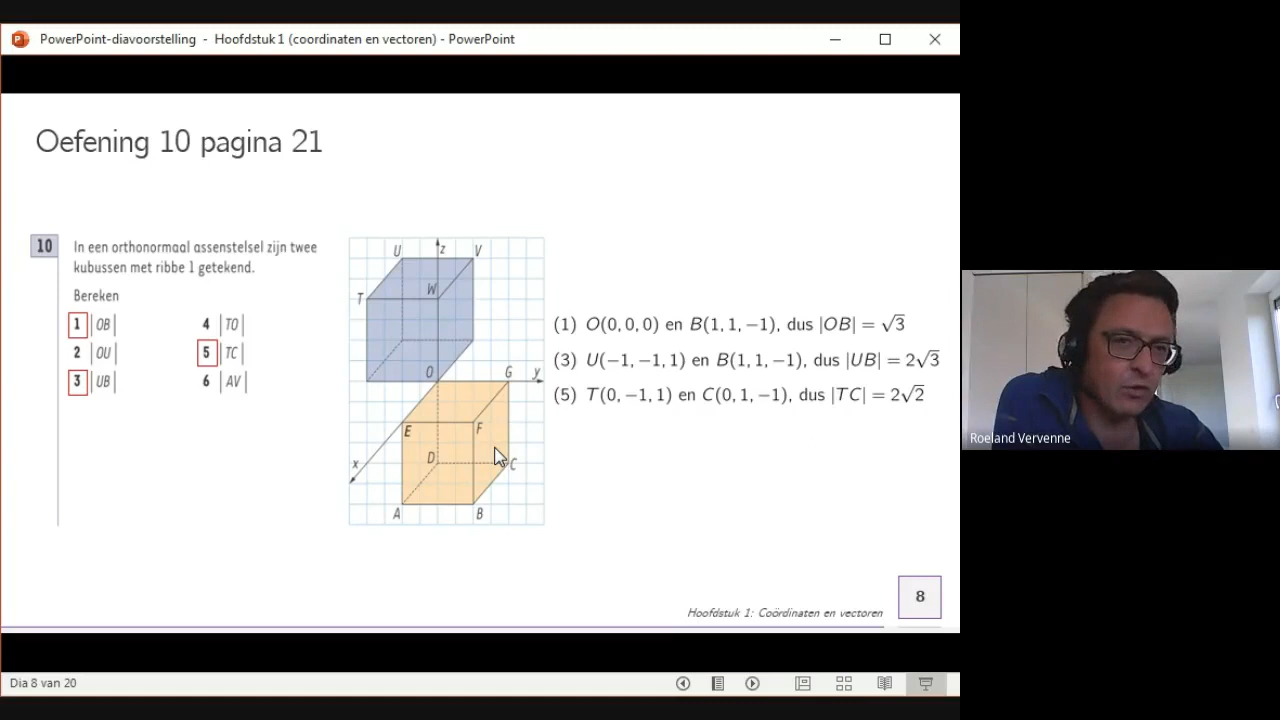 PowerPoint-diavoorstelling - Hoofdstuk 1 (coordinaten en vectoren) - PowerPoint
Oefening 10 pagina 21
10 In een orthonormaal assenstelsel zijn twee
kubussen met ribbe 1 getekend.
Bereken
1 |OB| 4 |TO|
2 |OU| 5 |TC|
3 |UB| 6 |AV|
U z V
T W
O G y
E F
x D C
A B
(1) O(0, 0, 0) en B(1, 1, −1), dus |OB| = √3
(3) U(−1, −1, 1) en B(1, 1, −1), dus |UB| = 2√3
(5) T(0, −1, 1) en C(0, 1, −1), dus |TC| = 2√2
Roeland Vervenne
8
Hoofdstuk 1: Coördinaten en vectoren
Dia 8 van 20